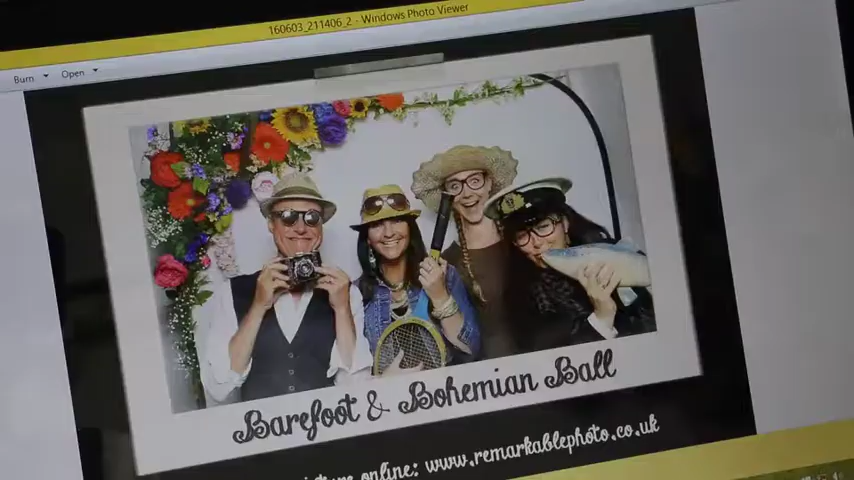 160603_211406_2 - Windows Photo Viewer
Burn Open
Barefoot & Bohemian Ball
online: www.remarkablephoto.co.uk